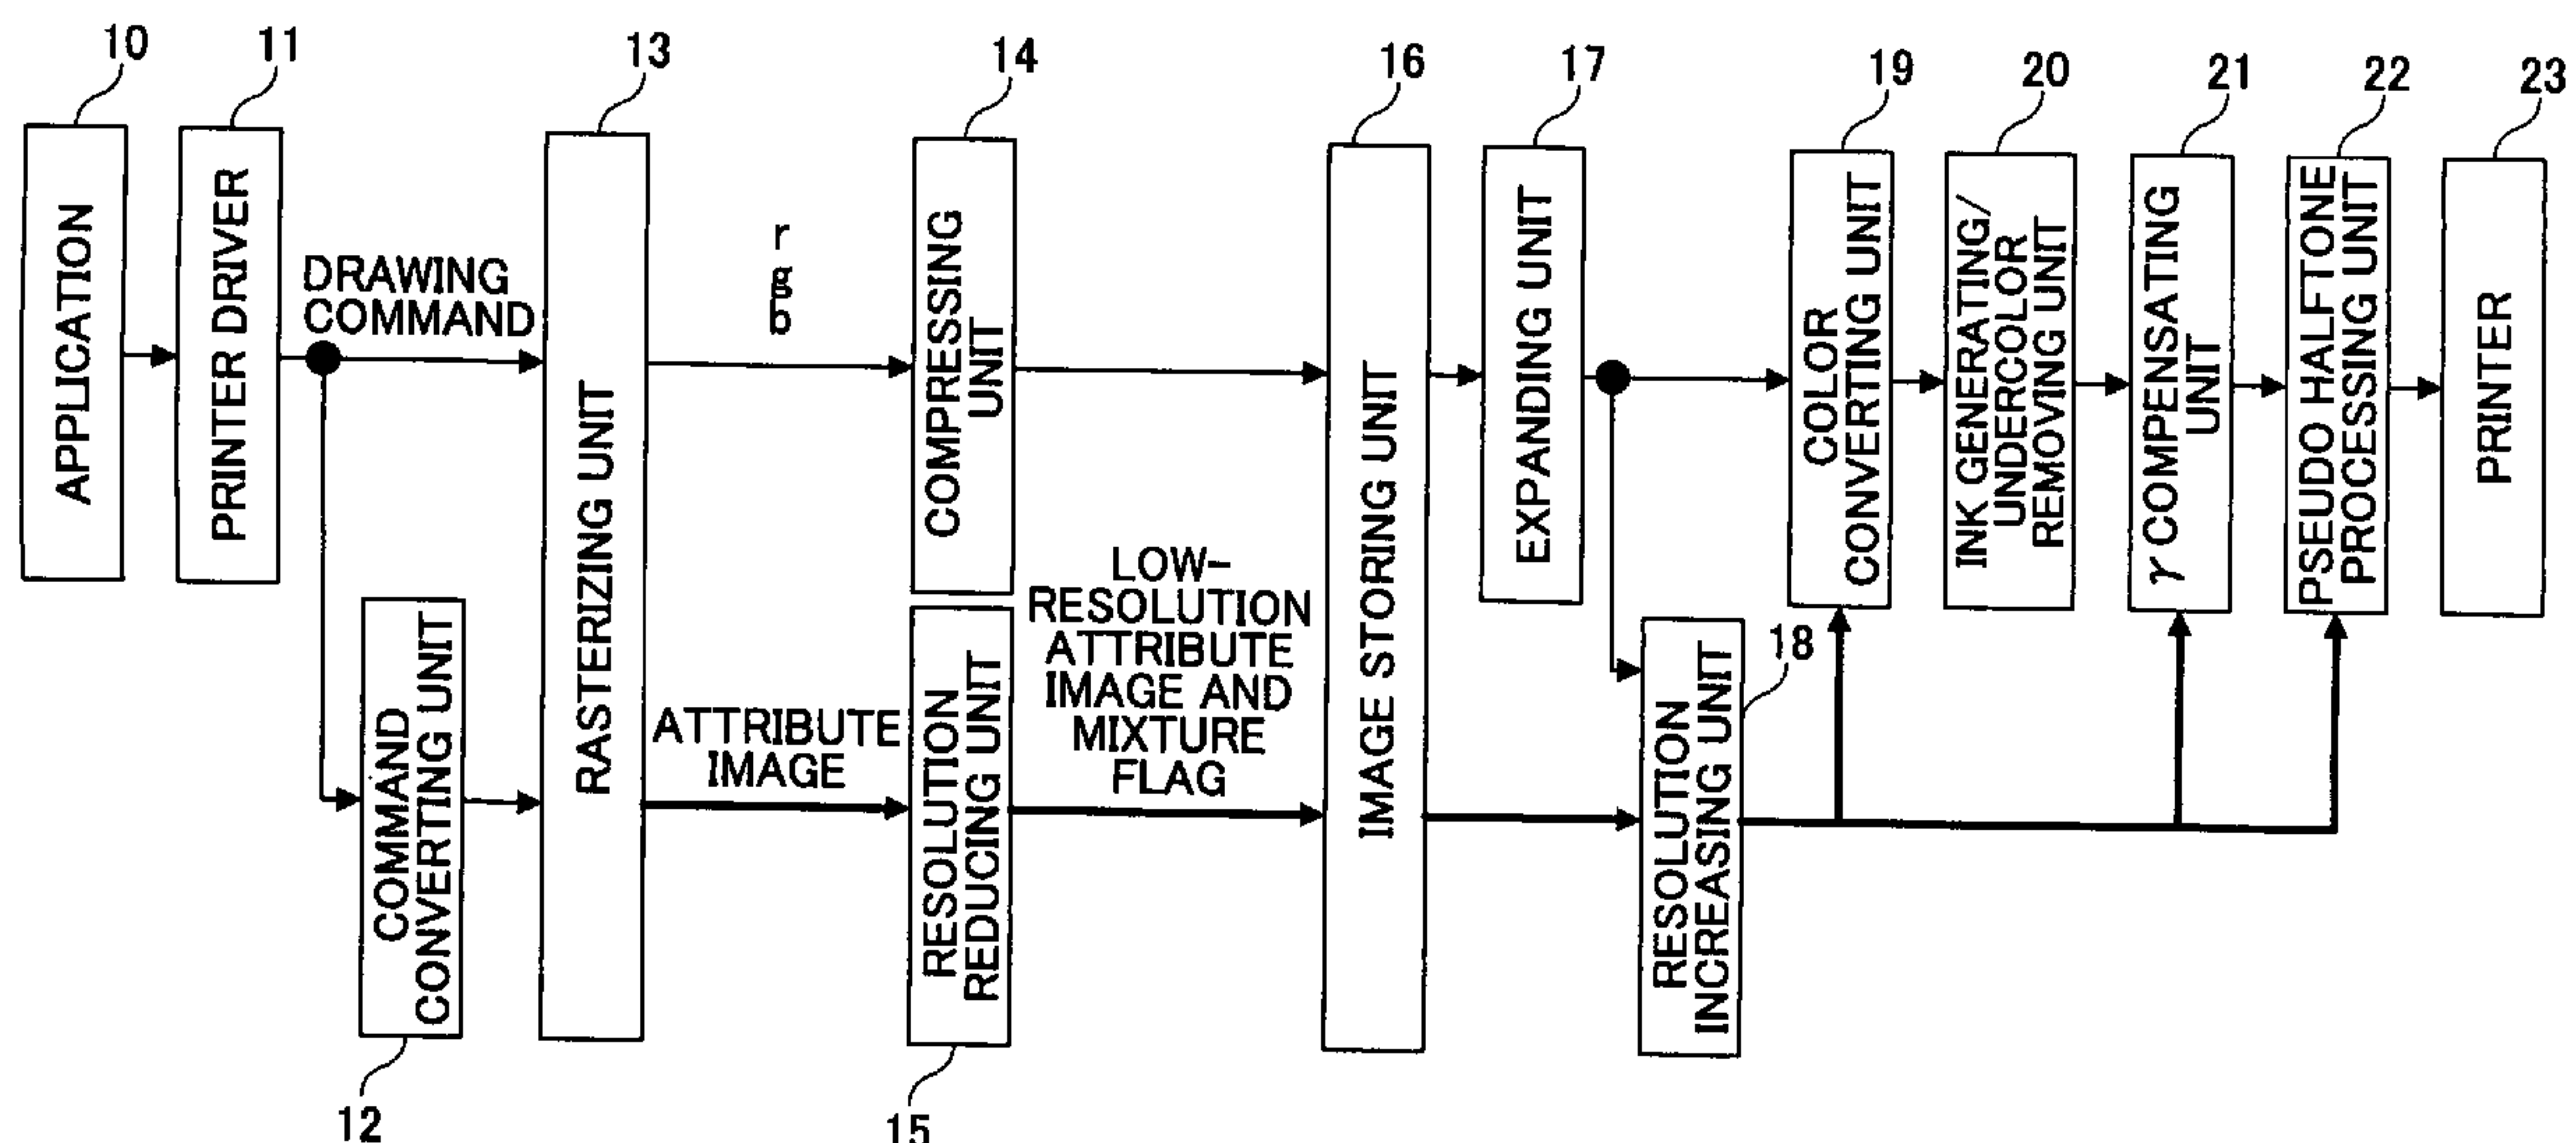 10
11
13
14
16
17
19
20
21
22
23
APPLICATION
PRINTER DRIVER
DRAWING
COMMAND
COMMAND
CONVERTING UNIT
12
RASTERIZING UNIT
r
g
b
ATTRIBUTE
IMAGE
COMPRESSING
UNIT
RESOLUTION
REDUCING UNIT
15
LOW-
RESOLUTION
ATTRIBUTE
IMAGE AND
MIXTURE
FLAG
IMAGE STORING UNIT
EXPANDING UNIT
RESOLUTION
INCREASING UNIT
18
COLOR
CONVERTING UNIT
INK GENERATING/
UNDERCOLOR
REMOVING UNIT
γ COMPENSATING
UNIT
PSEUDO HALFTONE
PROCESSING UNIT
PRINTER